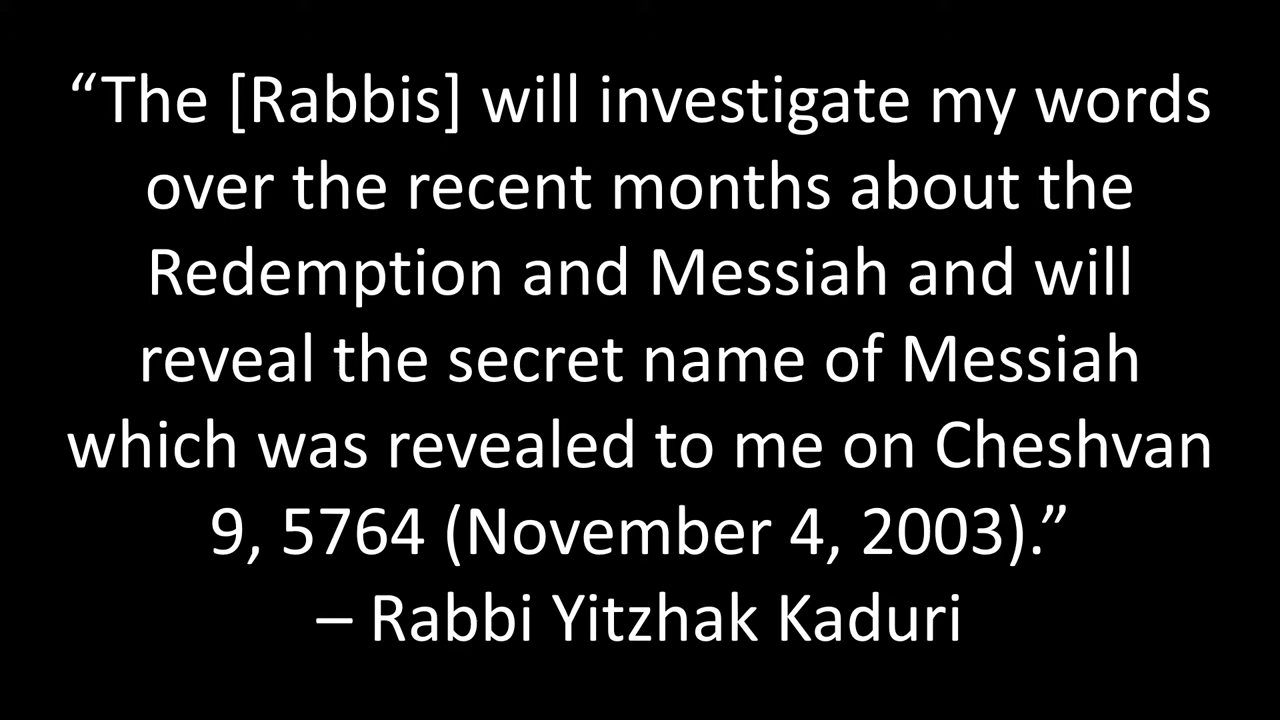 “The [Rabbis] will investigate my words
over the recent months about the
Redemption and Messiah and will
reveal the secret name of Messiah
which was revealed to me on Cheshvan
9, 5764 (November 4, 2003).”
– Rabbi Yitzhak Kaduri